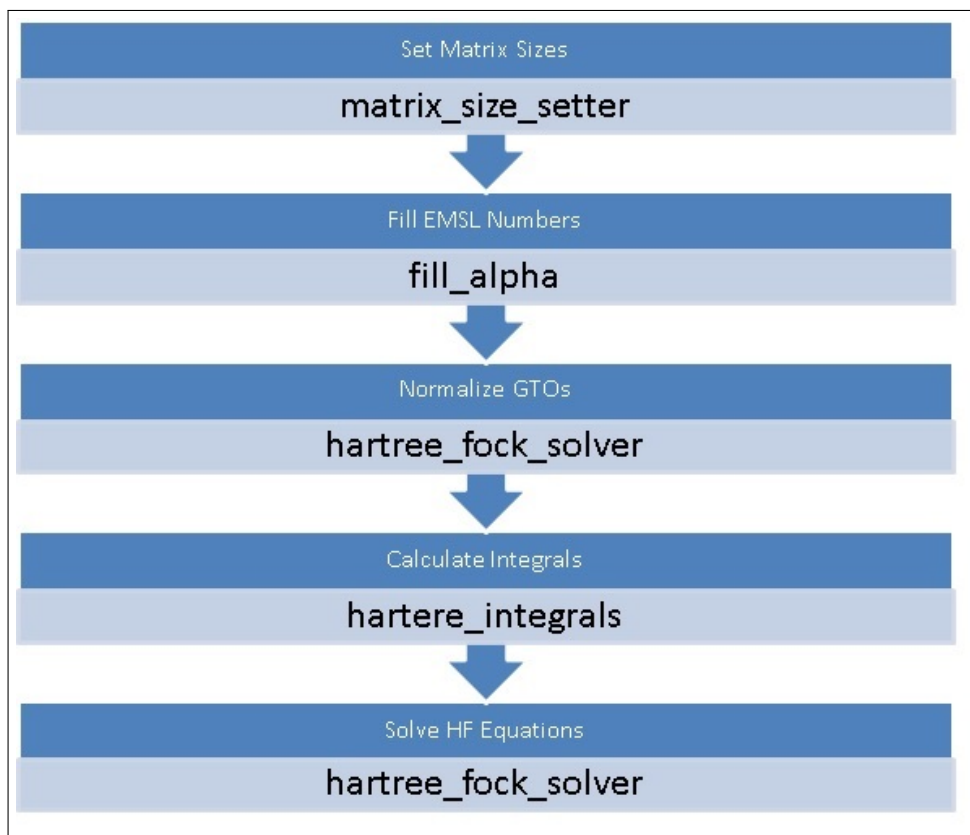 Set Matrix Sizes
matrix_size_setter
Fill EMSL Numbers
fill_alpha
Normalize GTOs
hartree_fock_solver
Calculate Integrals
hartere_integrals
Solve HF Equations
hartree_fock_solver